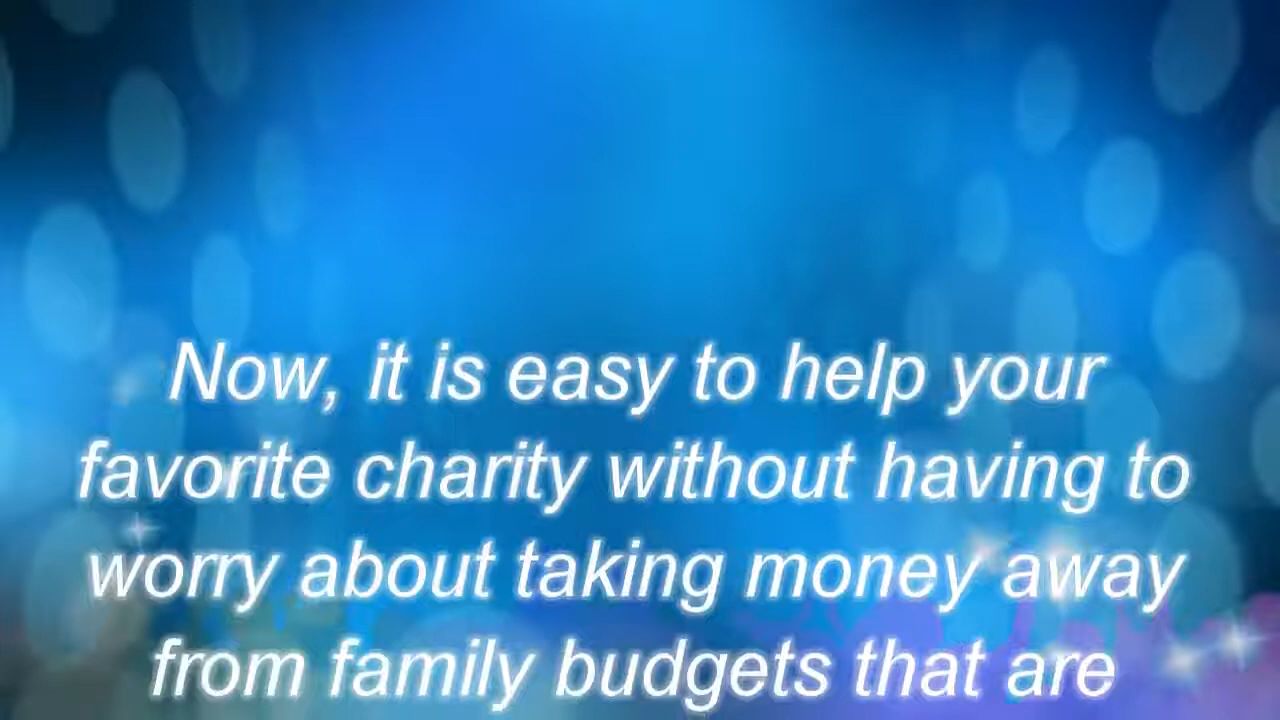 Now, it is easy to help your
favorite charity without having to
worry about taking money away
from family budgets that are